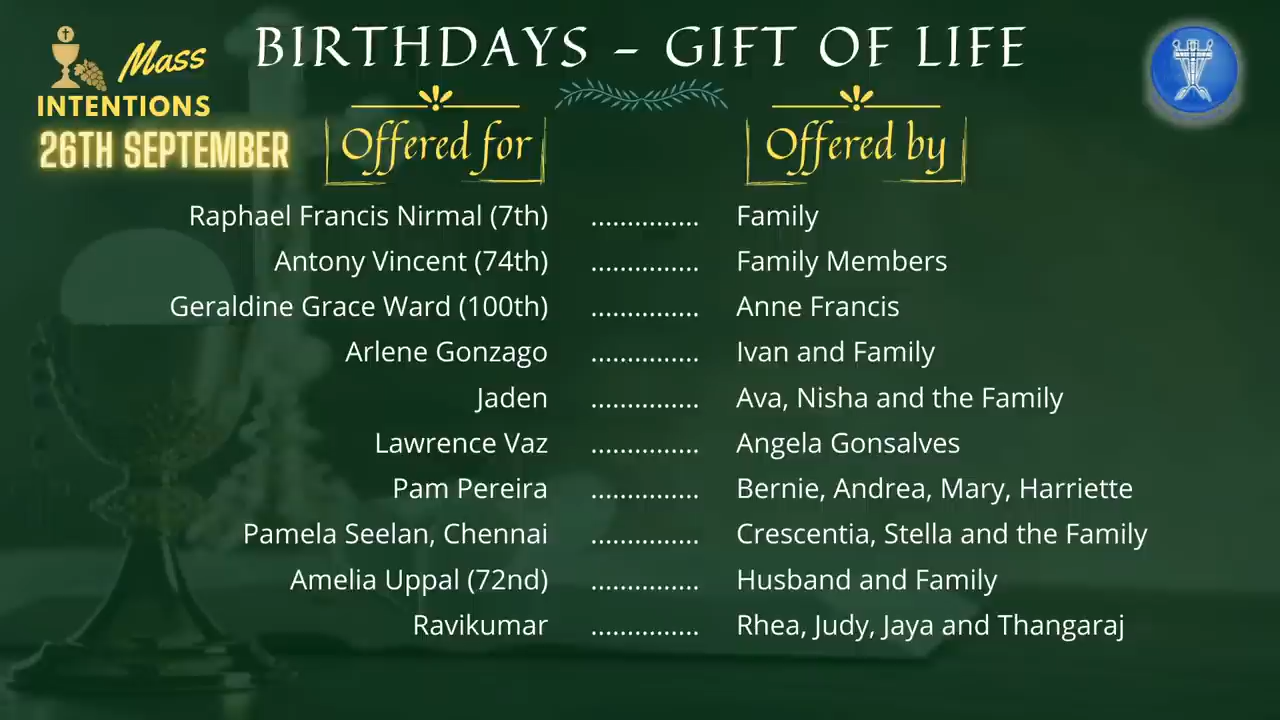 Mass
INTENTIONS
26TH SEPTEMBER
BIRTHDAYS – GIFT OF LIFE
Offered for
Offered by
Raphael Francis Nirmal (7th) ............... Family
Antony Vincent (74th) ............... Family Members
Geraldine Grace Ward (100th) ............... Anne Francis
Arlene Gonzago ............... Ivan and Family
Jaden ............... Ava, Nisha and the Family
Lawrence Vaz ............... Angela Gonsalves
Pam Pereira ............... Bernie, Andrea, Mary, Harriette
Pamela Seelan, Chennai ............... Crescentia, Stella and the Family
Amelia Uppal (72nd) ............... Husband and Family
Ravikumar ............... Rhea, Judy, Jaya and Thangaraj